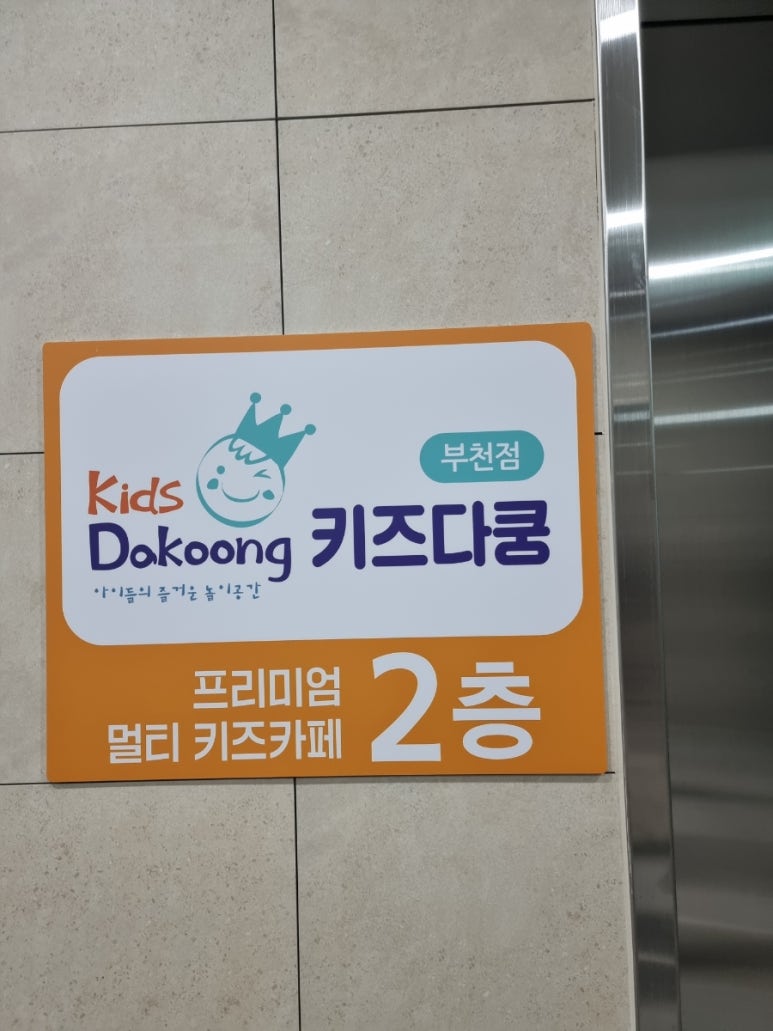 부천점
Kids
Dakoong 키즈다쿵
아이들의 즐거운 놀이공간
프리미엄
멀티 키즈카페
2층